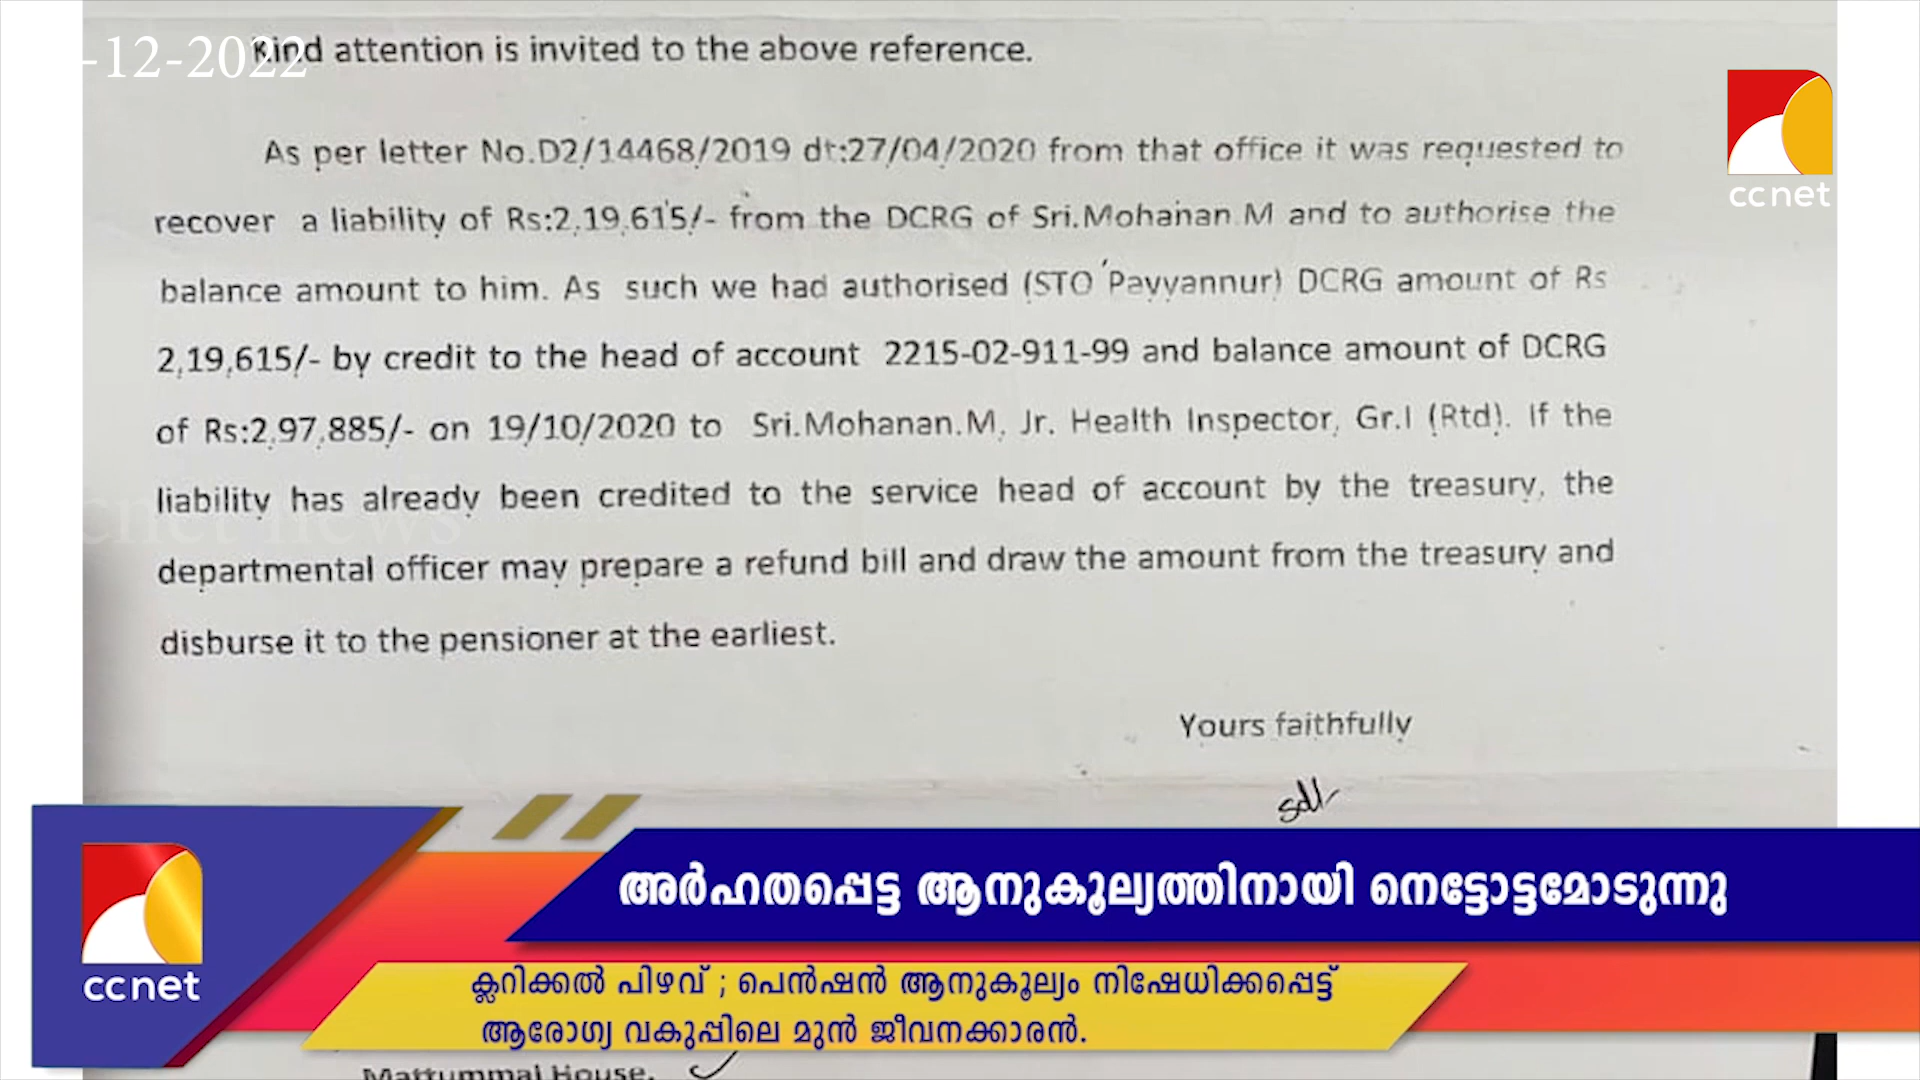 -12-2022
Kind attention is invited to the above reference.
As per letter No.D2/14468/2019 dt:27/04/2020 from that office it was requested to
recover a liability of Rs:2,19,615/- from the DCRG of Sri.Mohanan M and to authorise the
balance amount to him. As such we had authorised (STO Payyannur) DCRG amount of Rs
2,19,615/- by credit to the head of account 2215-02-911-99 and balance amount of DCRG
of Rs:2,97,885/- on 19/10/2020 to Sri.Mohanan.M, Jr. Health Inspector, Gr.I (Rtd). If the
liability has already been credited to the service head of account by the treasury, the
departmental officer may prepare a refund bill and draw the amount from the treasury and
disburse it to the pensioner at the earliest.
Yours faithfully
sd/-
ccnet
cnet news
അർഹതപ്പെട്ട ആനുകൂല്യത്തിനായി നെട്ടോട്ടമോടുന്നു
ക്ലറിക്കൽ പിഴവ് ; പെൻഷൻ ആനുകൂല്യം നിഷേധിക്കപ്പെട്ട്
ആരോഗ്യ വകുപ്പിലെ മുൻ ജീവനക്കാരൻ.
ccnet
Mattummal House,